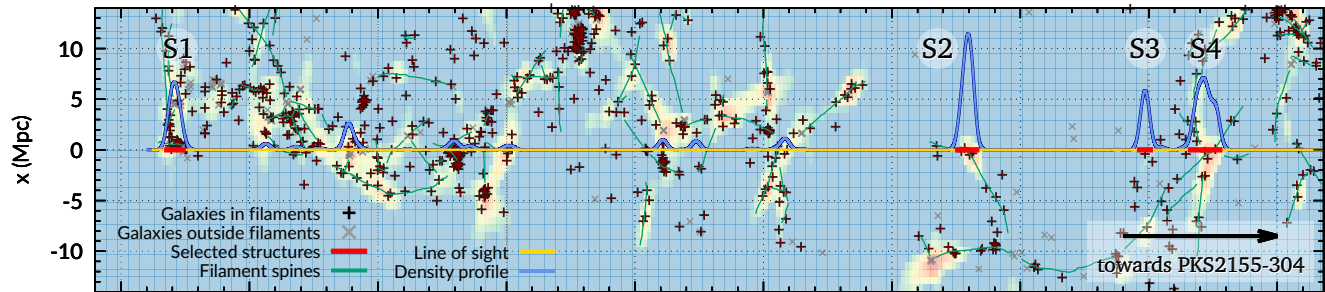 S1
S2
S3
S4
10
5
0
-5
-10
x (Mpc)
Galaxies in filaments
Galaxies outside filaments
Selected structures
Filament spines
Line of sight
Density profile
towards PKS2155-304